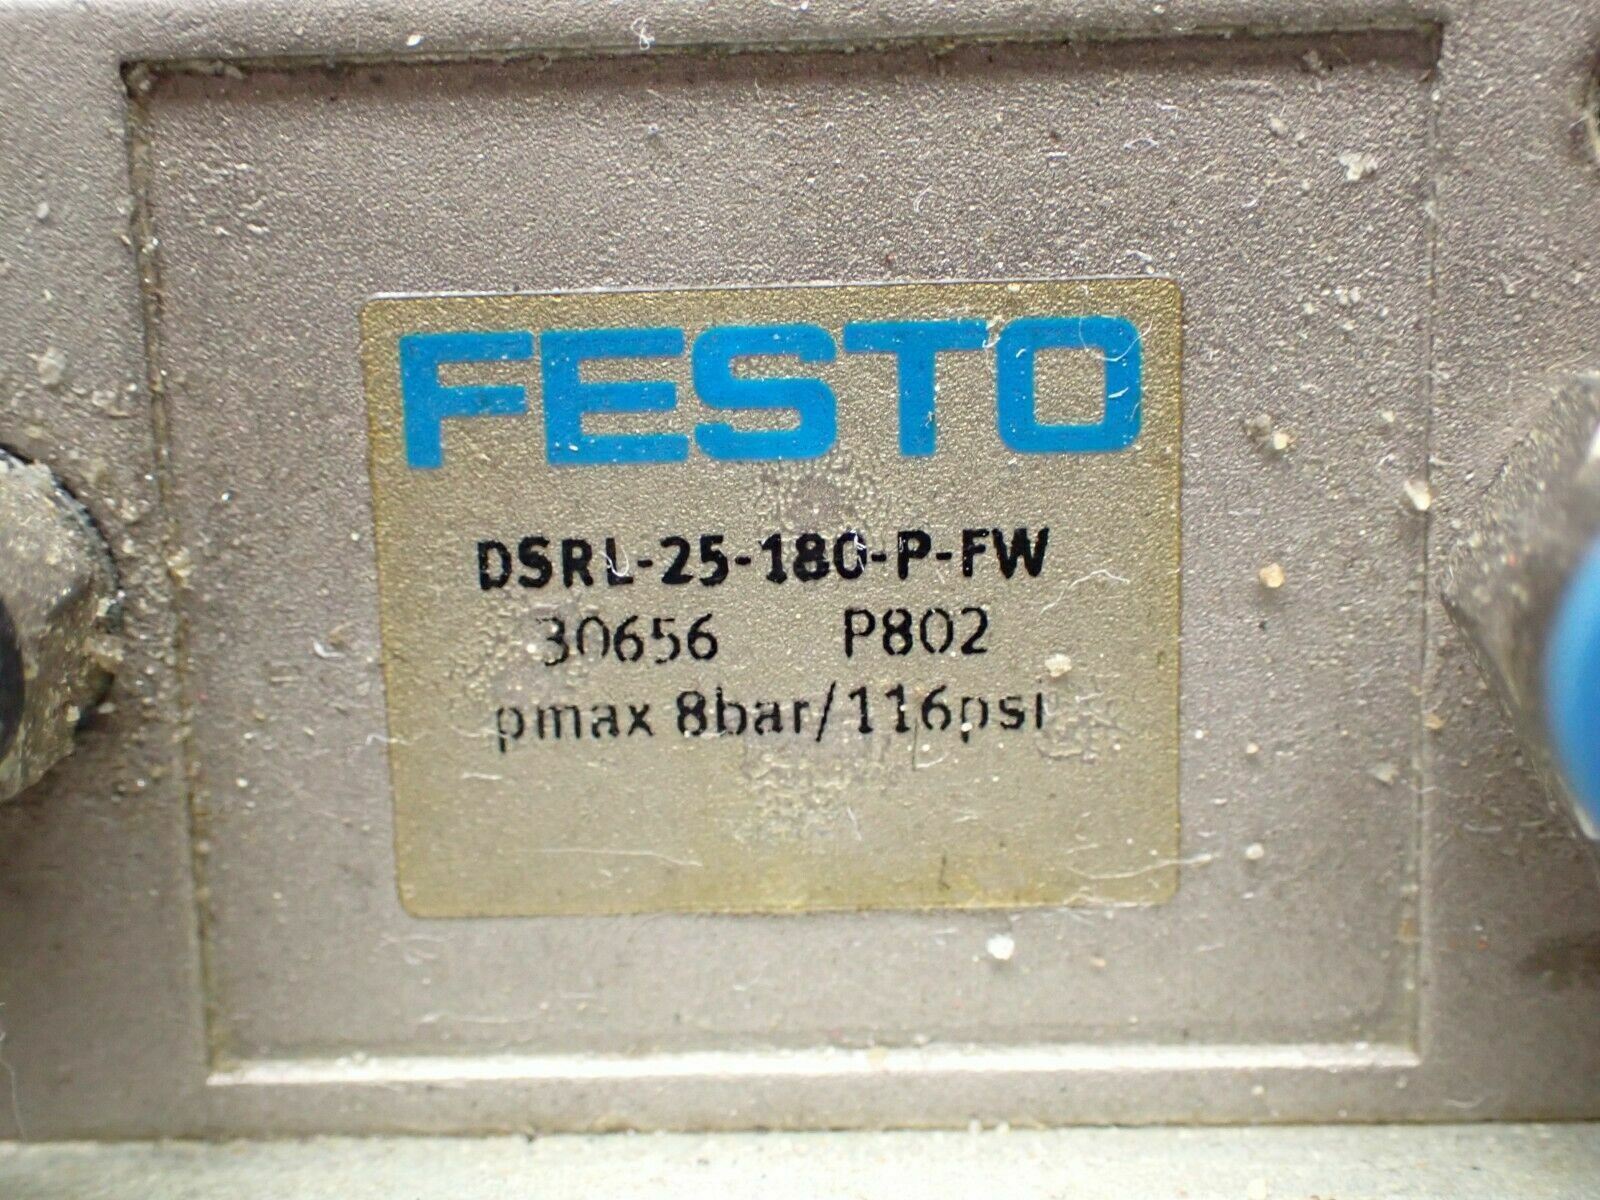 FESTO
DSRL-25-180-P-FW
30656 P802
pmax 8bar/116psi